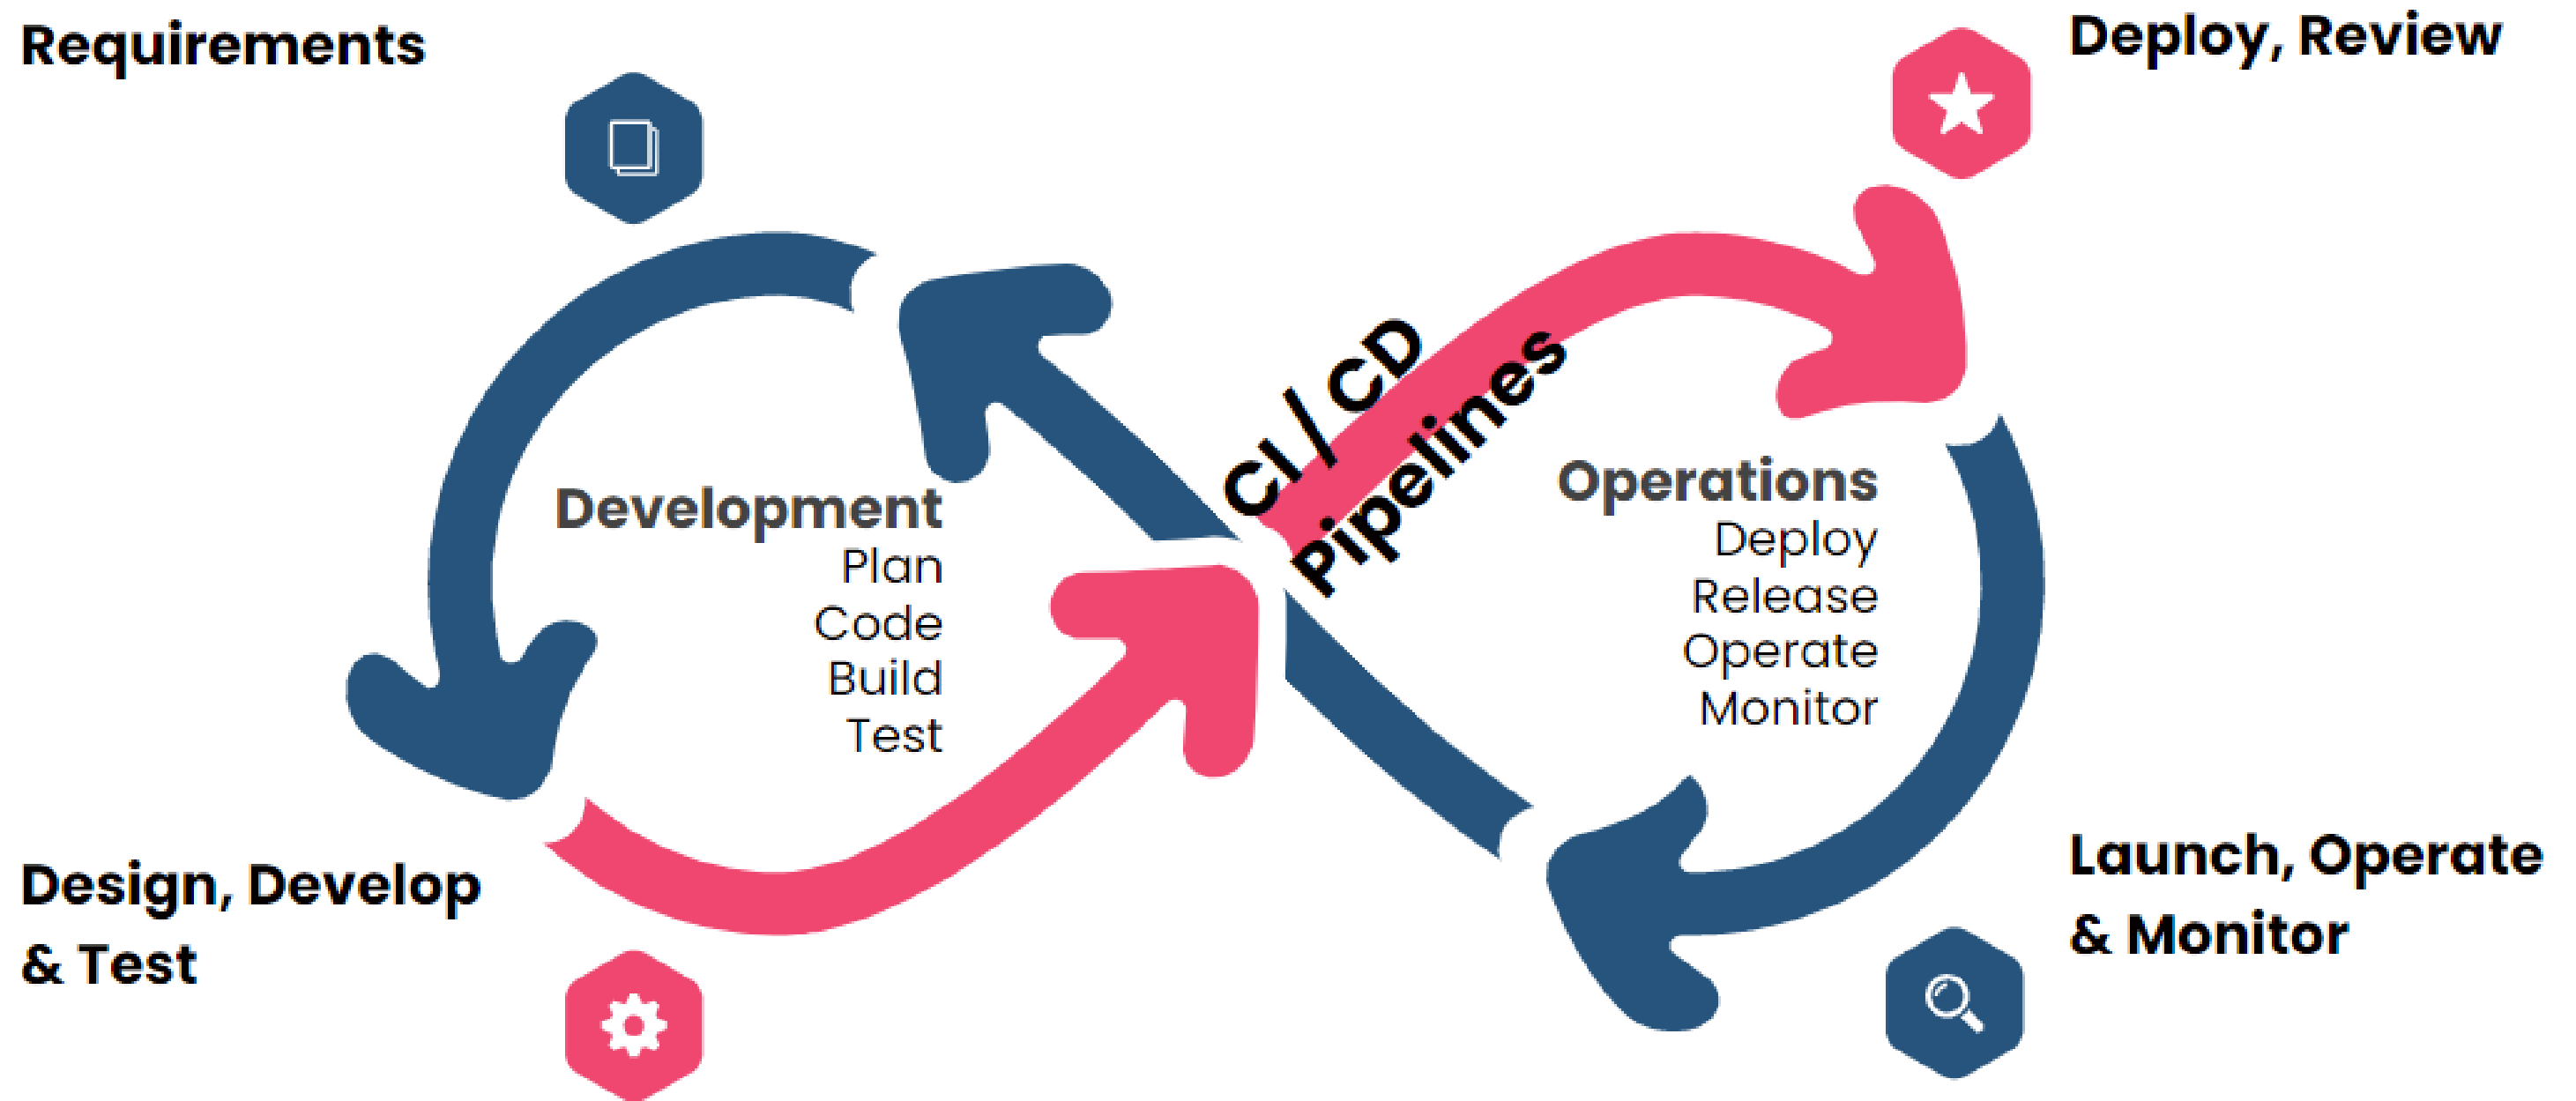 Requirements
Deploy, Review
CI / CD
Pipelines
Development
Plan
Code
Build
Test
Operations
Deploy
Release
Operate
Monitor
Design, Develop
& Test
Launch, Operate
& Monitor